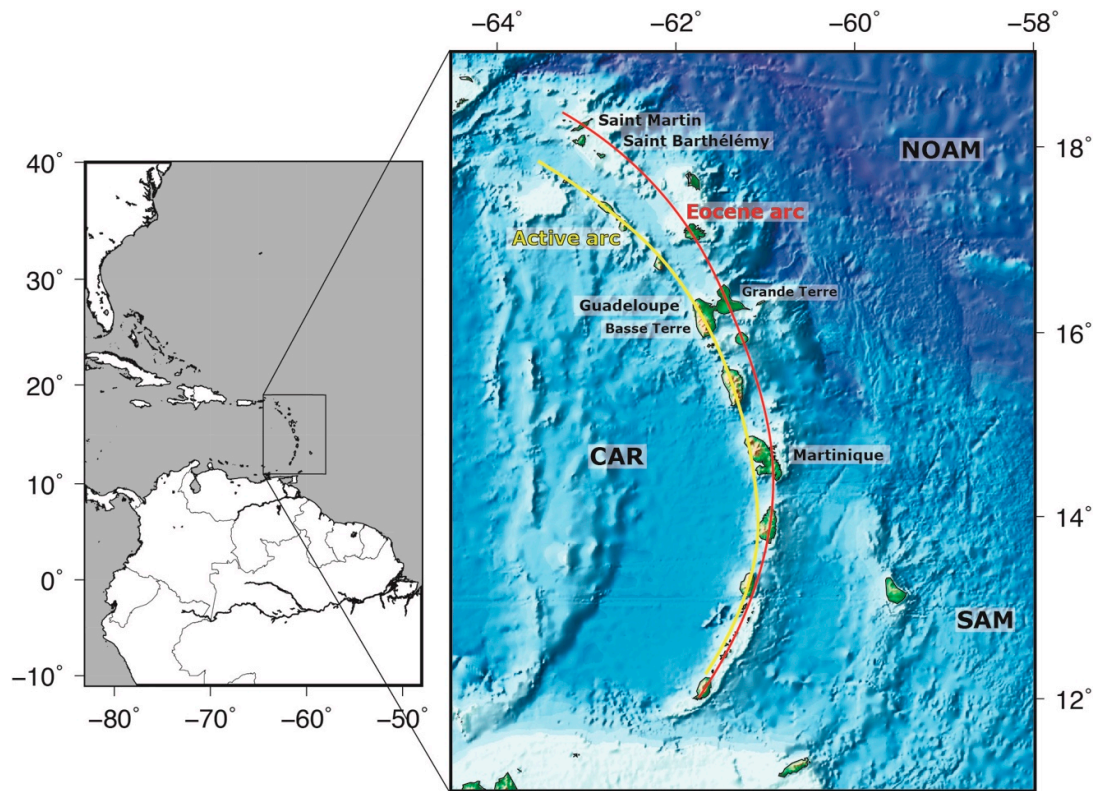 −64˚ −62˚ −60˚ −58˚
Saint Martin
Saint Barthélémy
NOAM
18˚
40˚
Eocene arc
Active arc
30˚
Grande Terre
Guadeloupe
Basse Terre
16˚
20˚
CAR
Martinique
10˚
14˚
0˚
SAM
−10˚
12˚
−80˚ −70˚ −60˚ −50˚